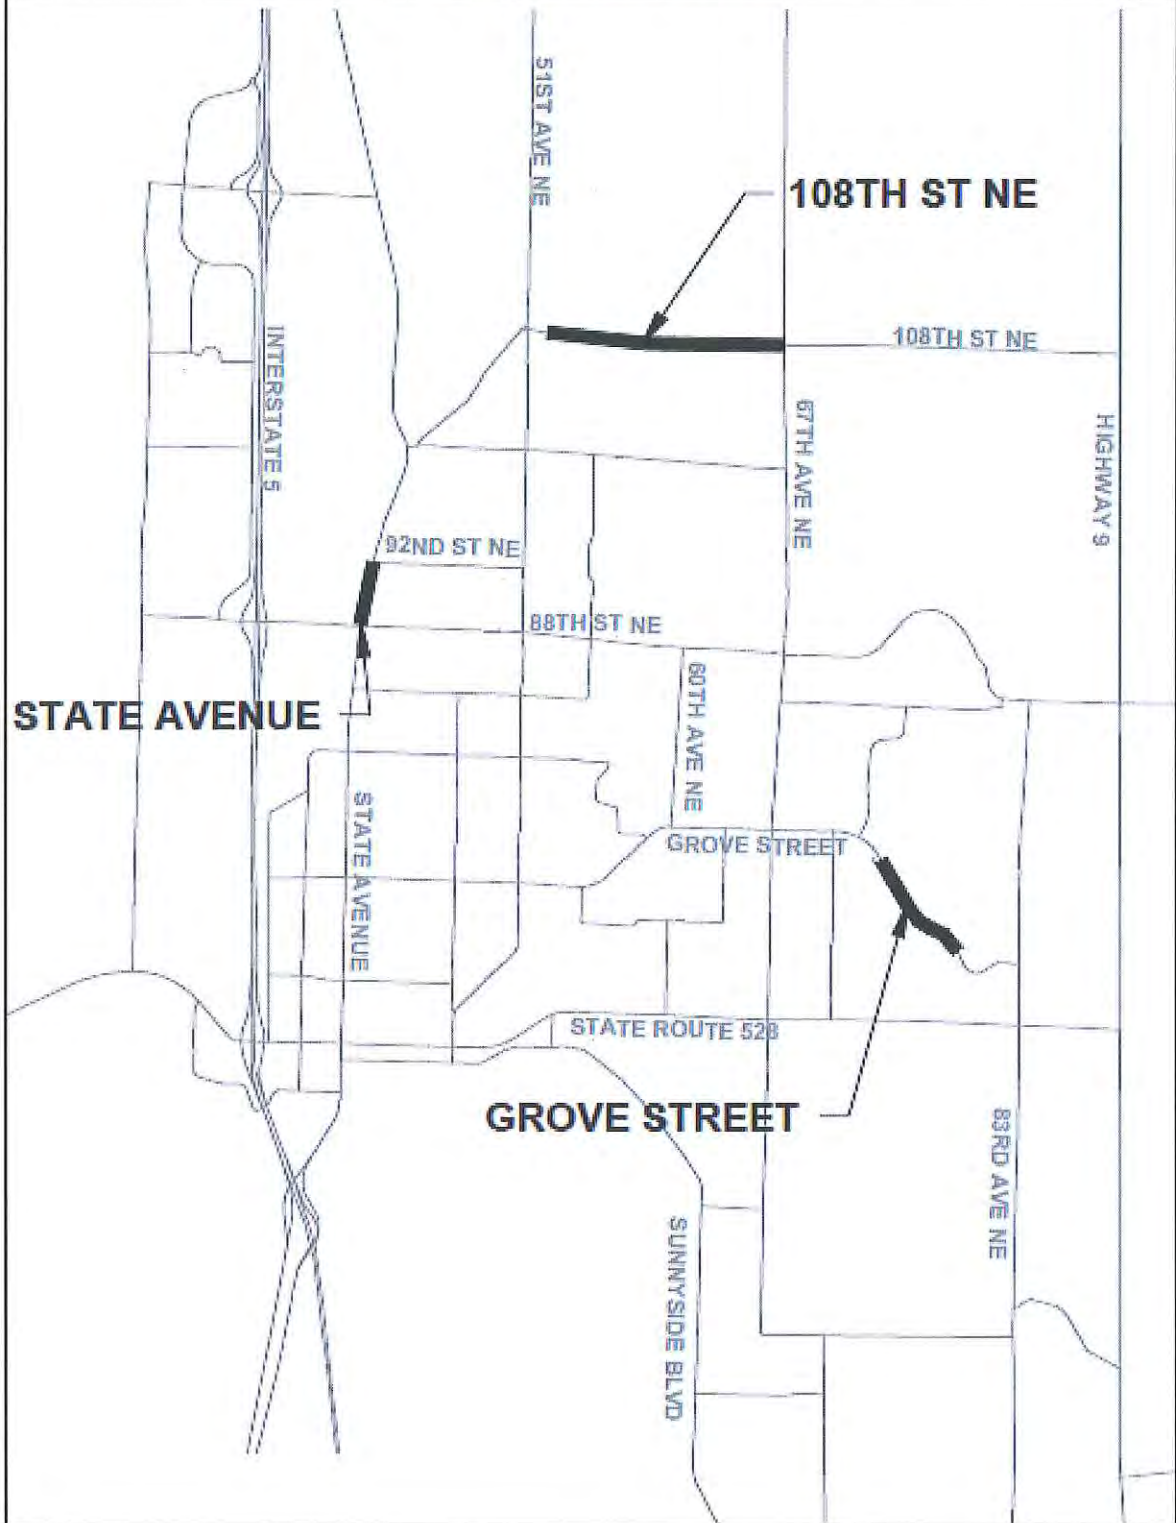 51ST AVE NE
108TH ST NE
108TH ST NE
INTERSTATE 5
67TH AVE NE
HIGHWAY 9
92ND ST NE
88TH ST NE
60TH AVE NE
STATE AVENUE
STATE AVENUE
GROVE STREET
STATE ROUTE 528
GROVE STREET
83RD AVE NE
SUNNYSIDE BLVD